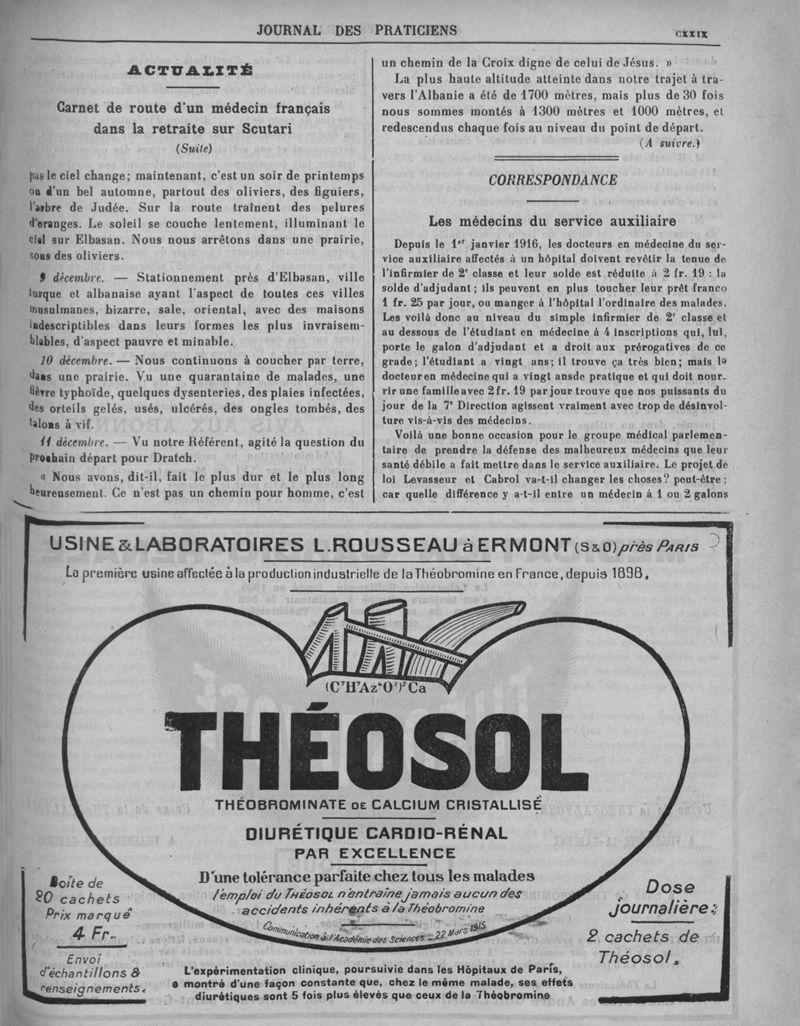 JOURNAL DES PRATICIENS
CXXIX
ACTUALITÉ
Carnet de route d'un médecin français
dans la retraite sur Scutari
(Suite)
pas le ciel change; maintenant, c'est un soir de printemps
ou d'un bel automne, partout des oliviers, des figuiers,
l'arbre de Judée. Sur la route traînent des pelures
d'oranges. Le soleil se couche lentement, illuminant le
ciel sur Elbasan. Nous nous arrêtons dans une prairie,
sous des oliviers.
9 décembre. — Stationnement près d'Elbasan, ville
turque et albanaise ayant l'aspect de toutes ces villes
musulmanes, bizarre, sale, oriental, avec des maisons
indescriptibles dans leurs formes les plus invraisem-
blables, d'aspect pauvre et minable.
10 décembre. — Nous continuons à coucher par terre,
dans une prairie. Vu une quarantaine de malades, une
fièvre typhoïde, quelques dysenteries, des plaies infectées,
des orteils gelés, usés, ulcérés, des ongles tombés, des
talons à vif.
11 décembre. — Vu notre Référent, agité la question du
prochain départ pour Dratch.
« Nous avons, dit-il, fait le plus dur et le plus long
heureusement. Ce n'est pas un chemin pour homme, c'est
un chemin de la Croix digne de celui de Jésus. »
La plus haute altitude atteinte dans notre trajet à tra-
vers l'Albanie a été de 1700 mètres, mais plus de 30 fois
nous sommes montés à 1300 mètres et 1000 mètres, et
redescendus chaque fois au niveau du point de départ.
(A suivre.)
CORRESPONDANCE
Les médecins du service auxiliaire
Depuis le 1er janvier 1916, les docteurs en médecine du ser-
vice auxiliaire affectés à un hôpital doivent revêtir la tenue de
l'infirmier de 2e classe et leur solde est réduite à 2 fr. 19 : la
solde d'adjudant ; ils peuvent en plus toucher leur prêt franco
1 fr. 25 par jour, ou manger à l'hôpital l'ordinaire des malades.
Les voilà donc au niveau du simple infirmier de 2e classe et
au dessous de l'étudiant en médecine à 4 inscriptions qui, lui,
porte le galon d'adjudant et a droit aux prérogatives de ce
grade; l'étudiant a vingt ans; il trouve ça très bien; mais le
docteur en médecine qui a vingt ans de pratique et qui doit nour-
rir une famille avec 2 fr. 19 par jour trouve que nos puissants du
jour de la 7e Direction agissent vraiment avec trop de désinvol-
ture vis-à-vis des médecins.
Voilà une bonne occasion pour le groupe médical parlemen-
taire de prendre la défense des malheureux médecins que leur
santé débile a fait mettre dans le service auxiliaire. Le projet de
loi Levasseur et Cabrol va-t-il changer les choses? peut-être ;
car quelle différence y a-t-il entre un médecin à 1 ou 2 galons
USINE & LABORATOIRES L. ROUSSEAU à ERMONT (S & O) près PARIS
La première usine affectée à la production industrielle de la Théobromine en France, depuis 1898,
(C⁷H⁷Az⁴O²)² Ca
THÉOSOL
THÉOBROMINATE DE CALCIUM CRISTALLISÉ
DIURÉTIQUE CARDIO-RÉNAL
PAR EXCELLENCE
D'une tolérance parfaite chez tous les malades
l'emploi du THÉOSOL n'entraîne jamais aucun des
accidents inhérents à la Théobromine
Communication à l'Académie des Sciences _ 22 Mars 1915
Boîte de
20 cachets
Prix marqué
4 Fr.
Envoi
d'échantillons &
renseignements.
L'expérimentation clinique, poursuivie dans les Hôpitaux de Paris,
a montré d'une façon constante que, chez le même malade, ses effets
diurétiques sont 5 fois plus élevés que ceux de la Théobromine
Dose
journalière:
2 cachets de
Théosol.